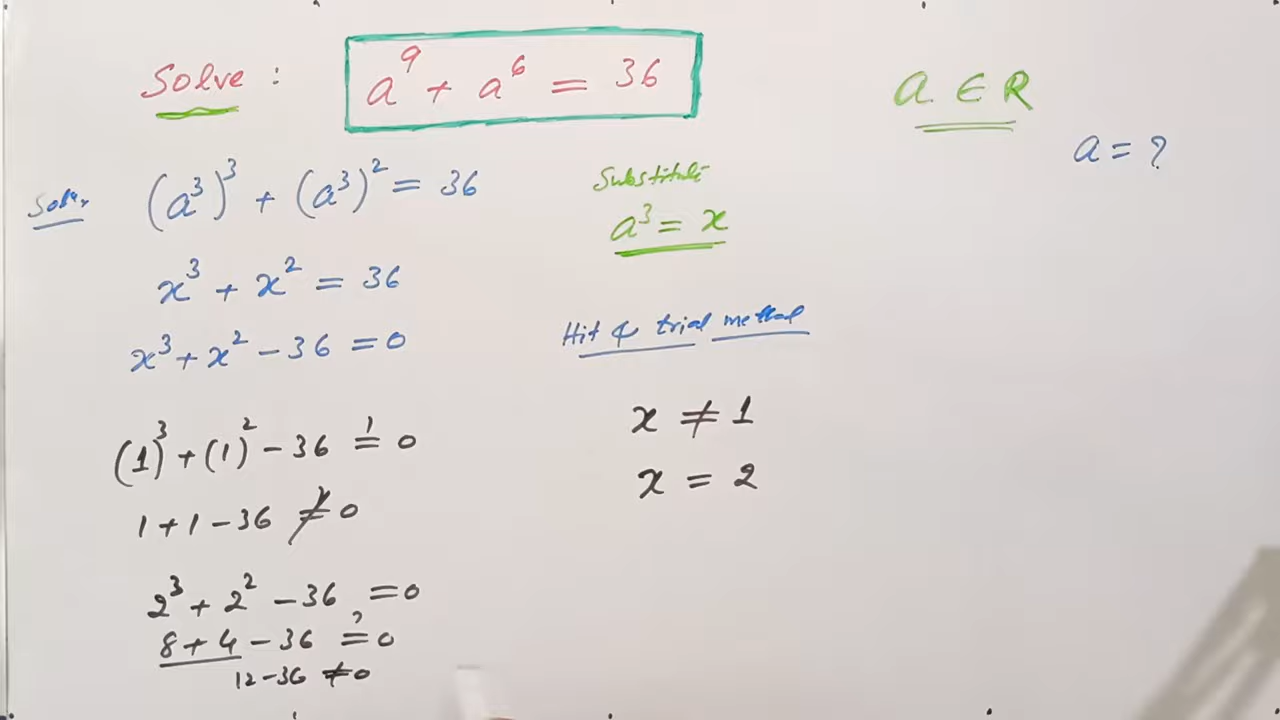 Solve : a⁹ + a⁶ = 36
a ∈ R
a = ?
(a³)³ + (a³)² = 36
Substitute
a³ = x
x³ + x² = 36
x³ + x² - 36 = 0
Hit & trial method
(1)³ + (1)² - 36 =? 0
x ≠ 1
1 + 1 - 36 ≠ 0
x = 2
2³ + 2² - 36 = 0
8 + 4 - 36 =? 0
12 - 36 ≠ 0